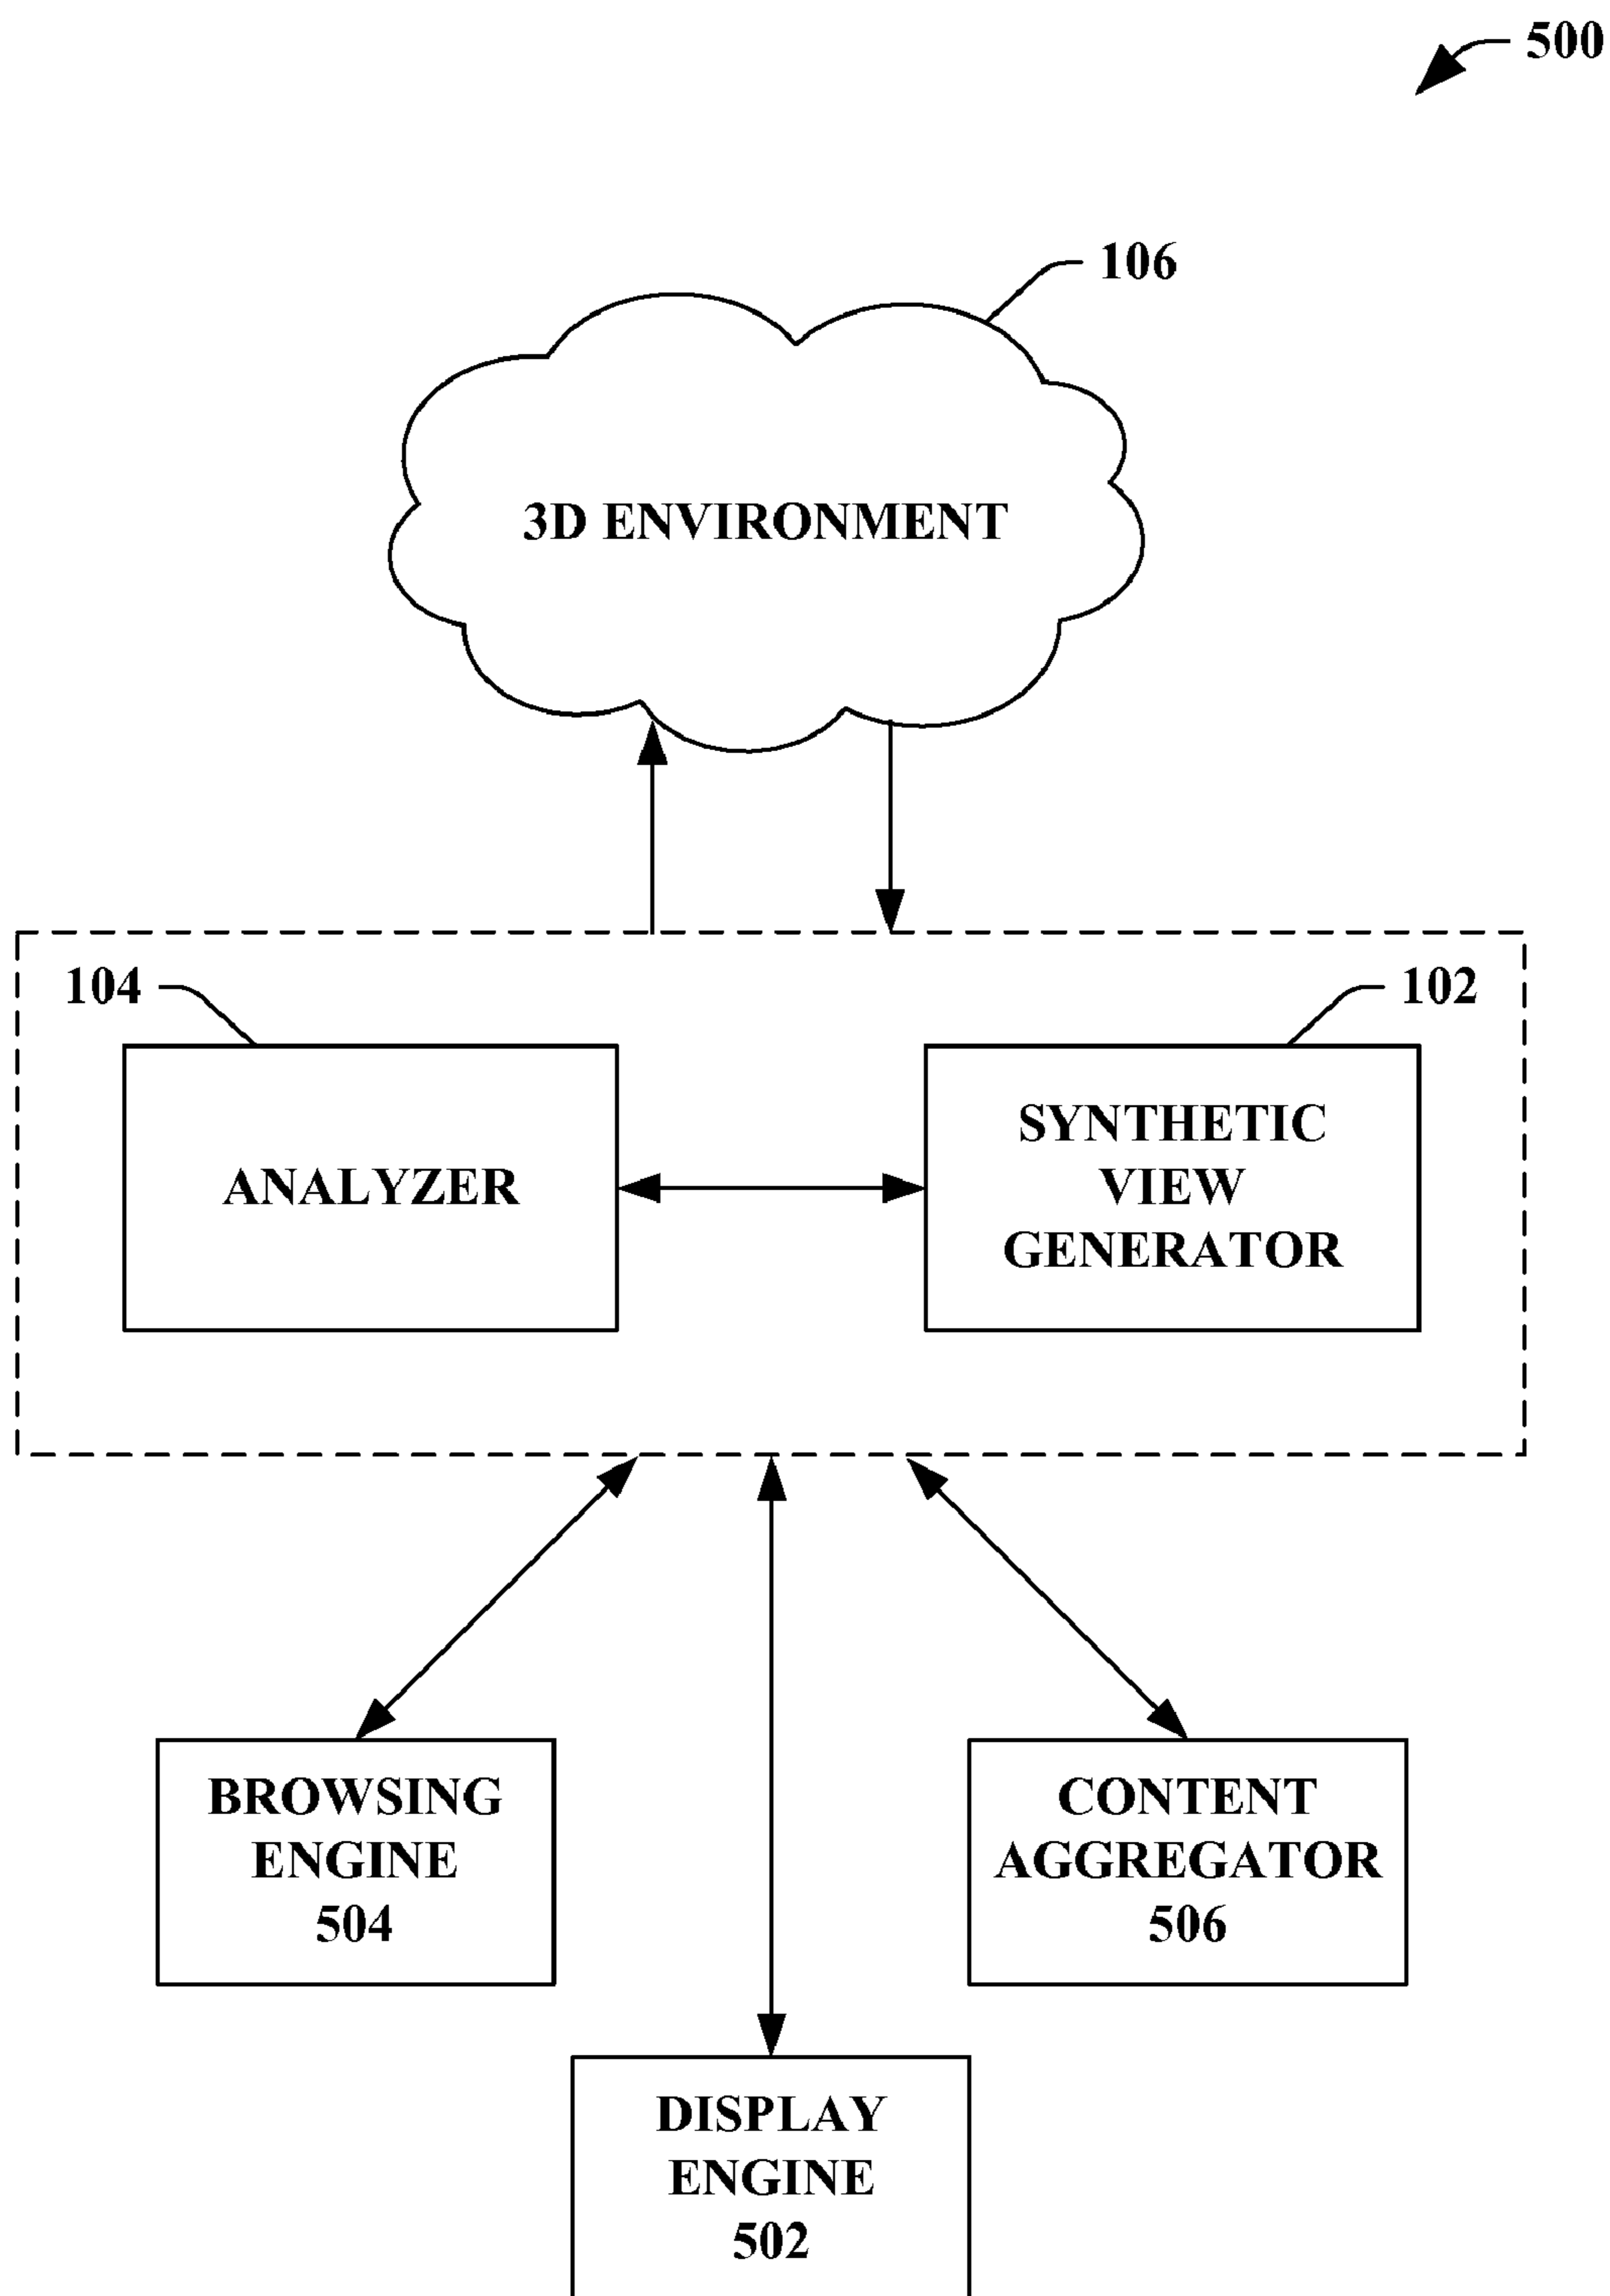 500
106
3D ENVIRONMENT
104
102
ANALYZER
SYNTHETIC
VIEW
GENERATOR
BROWSING
ENGINE
504
CONTENT
AGGREGATOR
506
DISPLAY
ENGINE
502